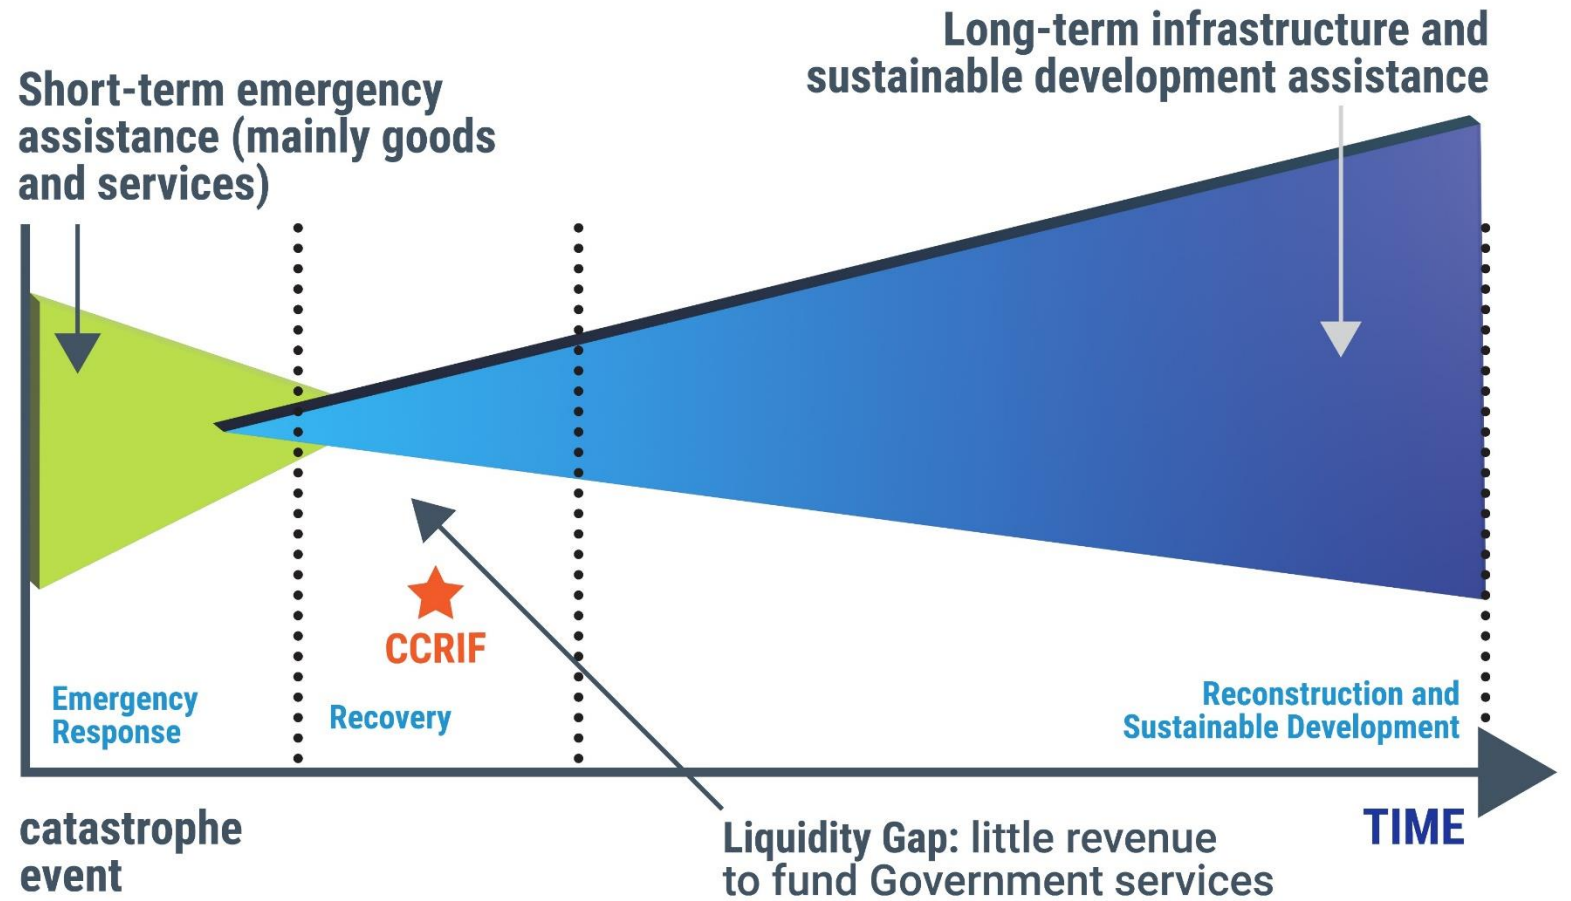 Long-term infrastructure and
sustainable development assistance
Short-term emergency
assistance (mainly goods
and services)
CCRIF
Emergency
Response
Recovery
Reconstruction and
Sustainable Development
catastrophe
event
TIME
Liquidity Gap: little revenue
to fund Government services